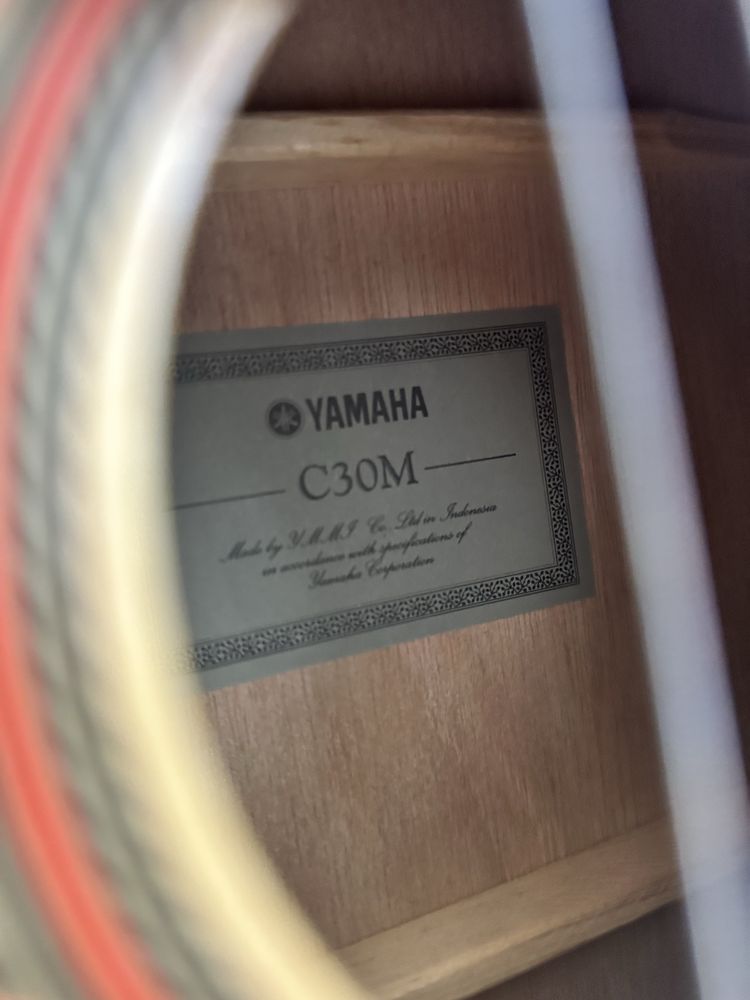 YAMAHA
C30M
Made by Y.M.M.I Co., Ltd in Indonesia
in accordance with specifications of
Yamaha Corporation